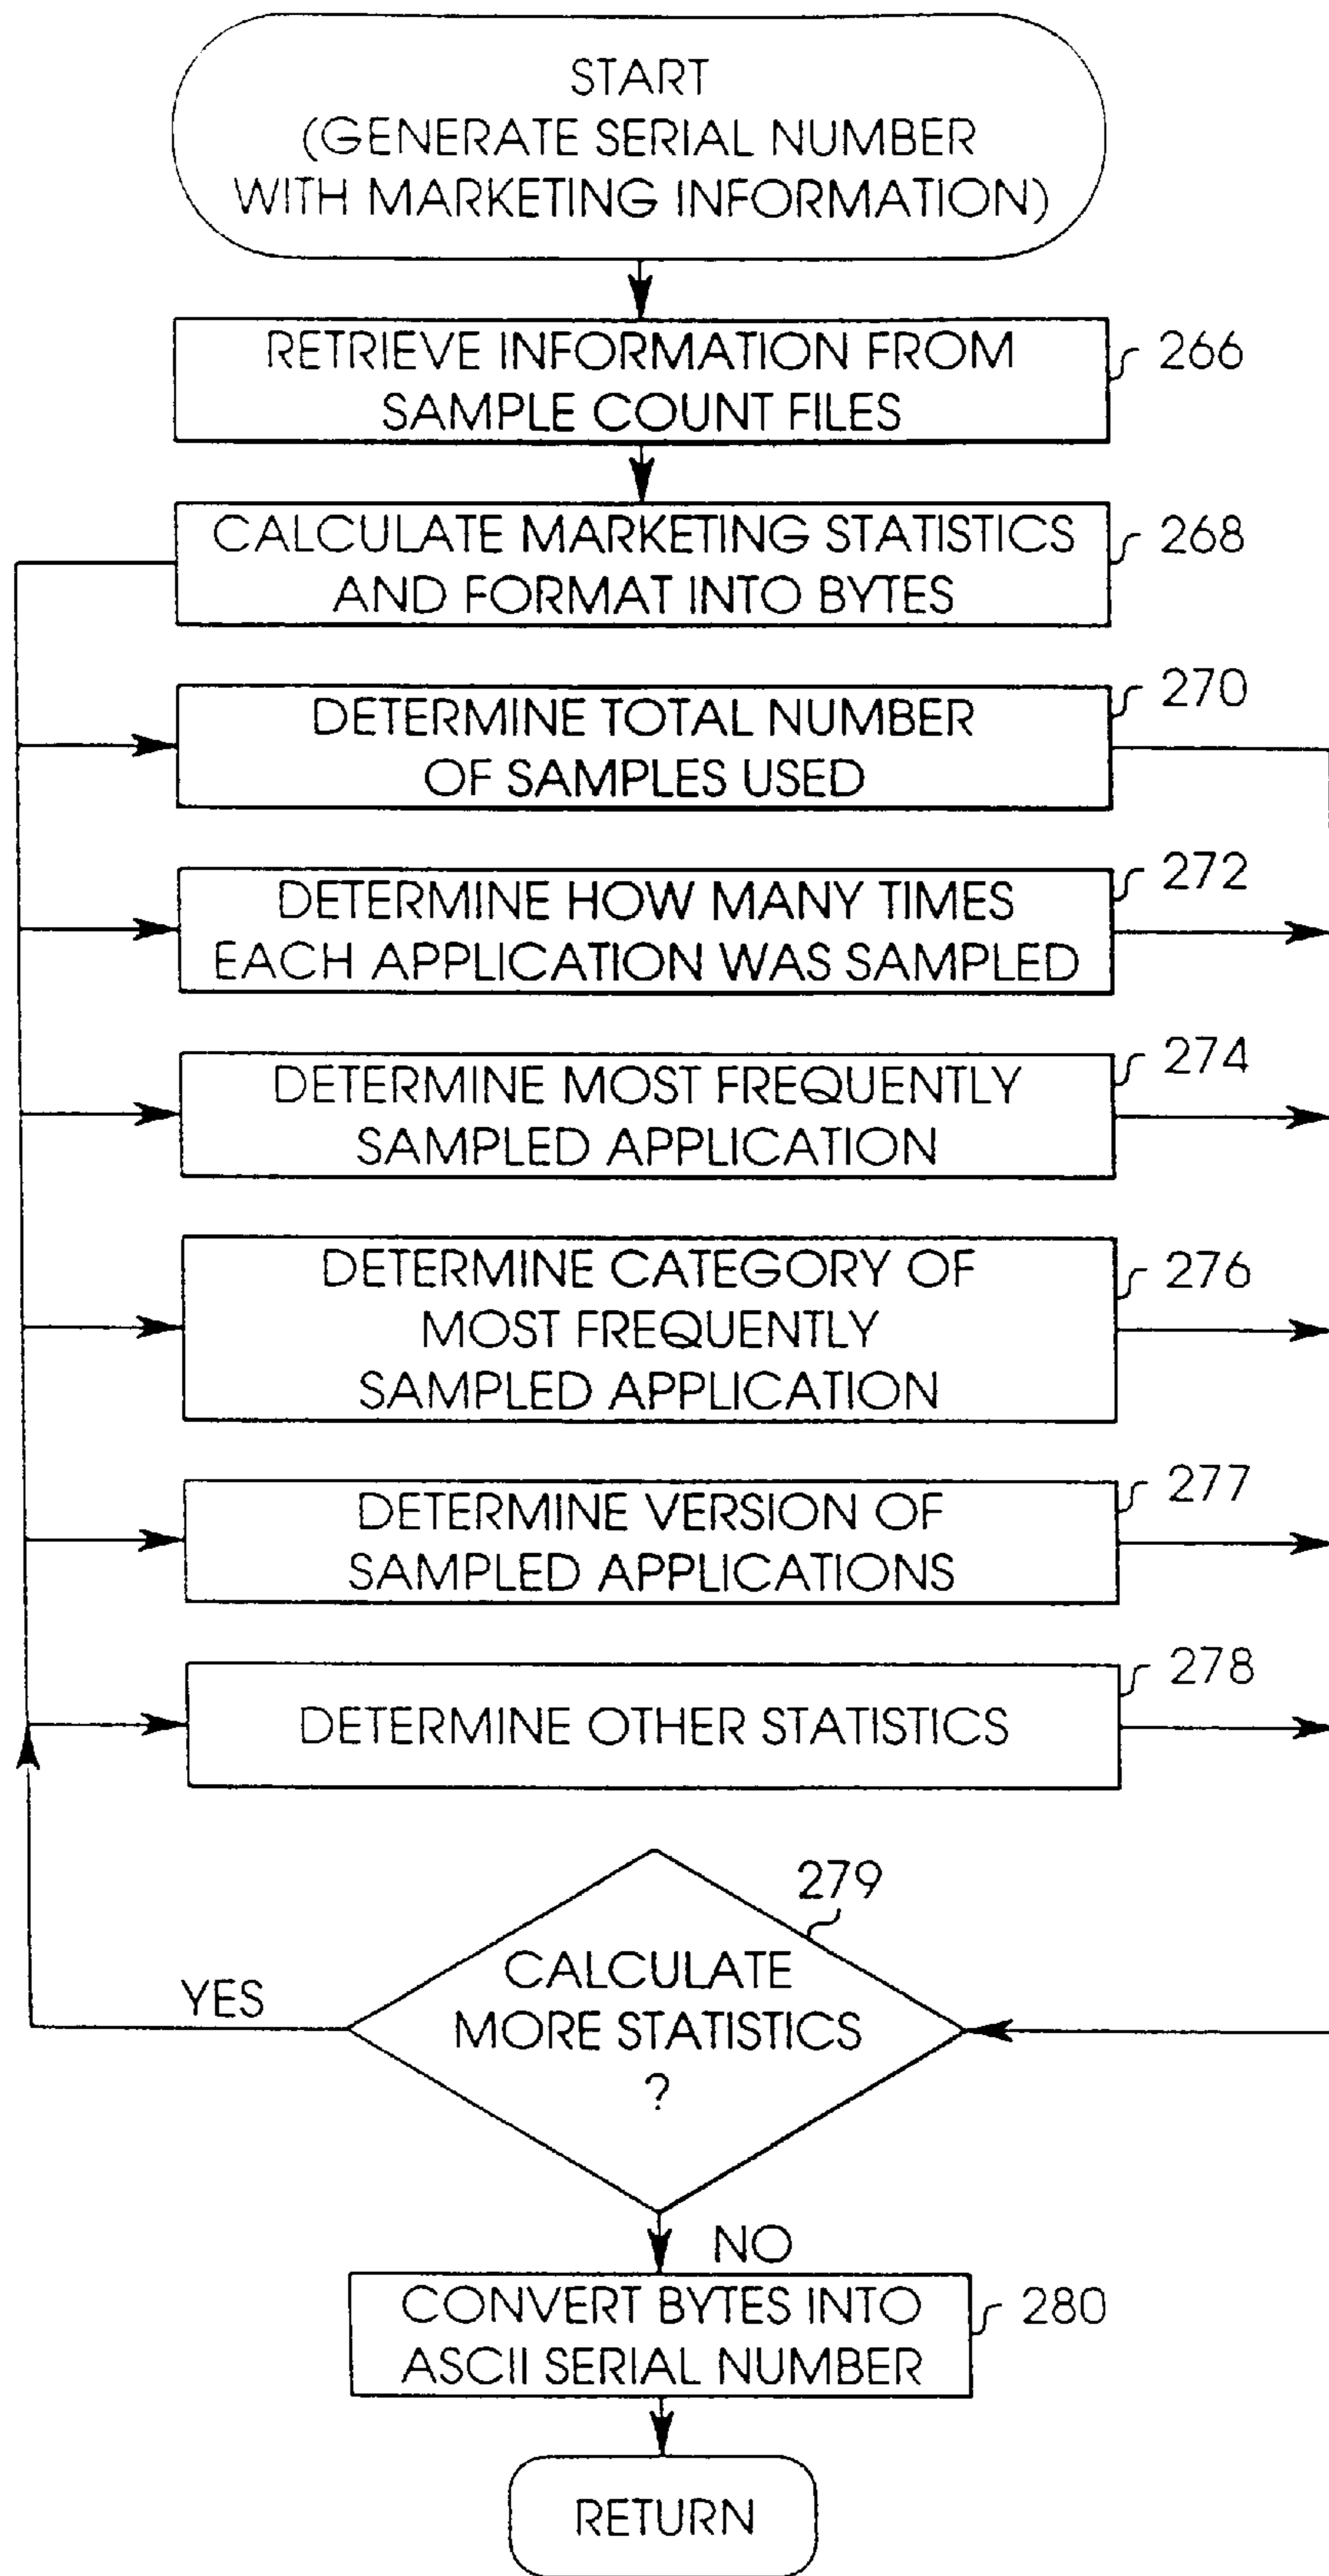 START
(GENERATE SERIAL NUMBER
WITH MARKETING INFORMATION)
RETRIEVE INFORMATION FROM
SAMPLE COUNT FILES
266
CALCULATE MARKETING STATISTICS
AND FORMAT INTO BYTES
268
DETERMINE TOTAL NUMBER
OF SAMPLES USED
270
DETERMINE HOW MANY TIMES
EACH APPLICATION WAS SAMPLED
272
DETERMINE MOST FREQUENTLY
SAMPLED APPLICATION
274
DETERMINE CATEGORY OF
MOST FREQUENTLY
SAMPLED APPLICATION
276
DETERMINE VERSION OF
SAMPLED APPLICATIONS
277
DETERMINE OTHER STATISTICS
278
279
CALCULATE
MORE STATISTICS
?
YES
NO
CONVERT BYTES INTO
ASCII SERIAL NUMBER
280
RETURN